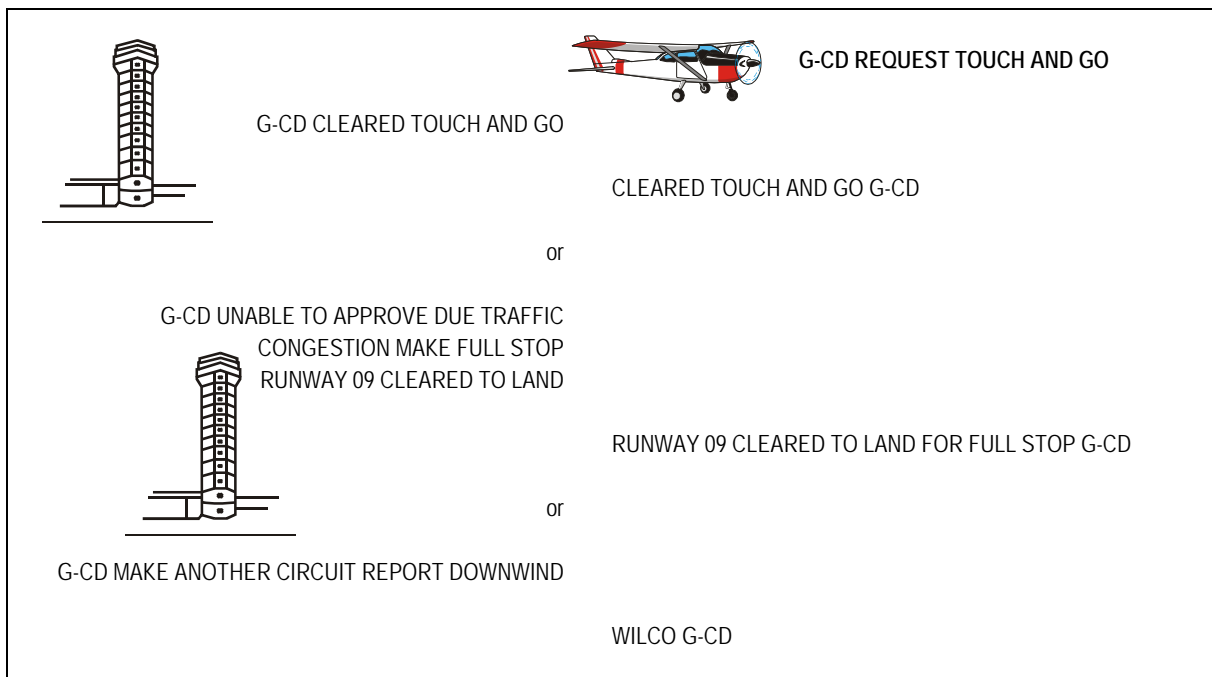 G-CD REQUEST TOUCH AND GO
G-CD CLEARED TOUCH AND GO
CLEARED TOUCH AND GO G-CD
or
G-CD UNABLE TO APPROVE DUE TRAFFIC
CONGESTION MAKE FULL STOP
RUNWAY 09 CLEARED TO LAND
RUNWAY 09 CLEARED TO LAND FOR FULL STOP G-CD
or
G-CD MAKE ANOTHER CIRCUIT REPORT DOWNWIND
WILCO G-CD